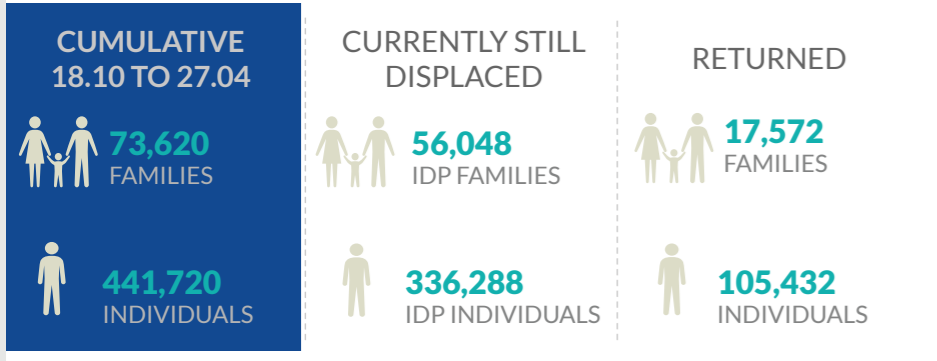 CUMULATIVE
18.10 TO 27.04
73,620
FAMILIES
441,720
INDIVIDUALS
CURRENTLY STILL
DISPLACED
56,048
IDP FAMILIES
336,288
IDP INDIVIDUALS
RETURNED
17,572
FAMILIES
105,432
INDIVIDUALS